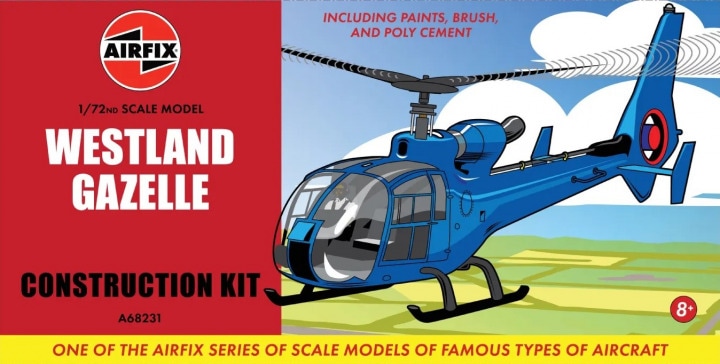 AIRFIX
1/72ND SCALE MODEL
WESTLAND
GAZELLE
CONSTRUCTION KIT
A68231
INCLUDING PAINTS, BRUSH,
AND POLY CEMENT
8+
ONE OF THE AIRFIX SERIES OF SCALE MODELS OF FAMOUS TYPES OF AIRCRAFT